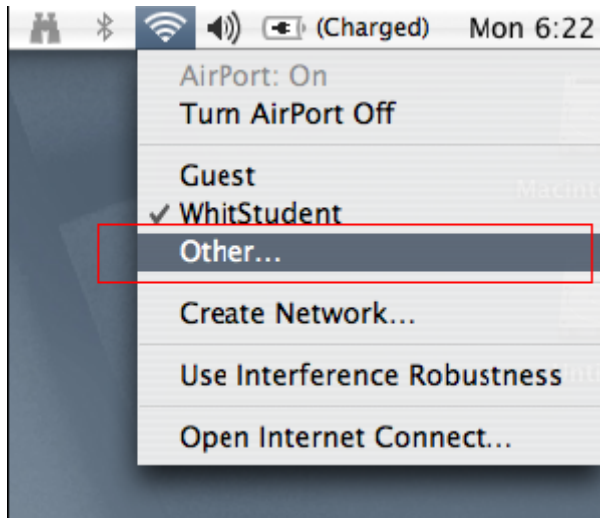 (Charged) Mon 6:22
AirPort: On
Turn AirPort Off
Guest
WhitStudent
Other...
Create Network...
Use Interference Robustness
Open Internet Connect...